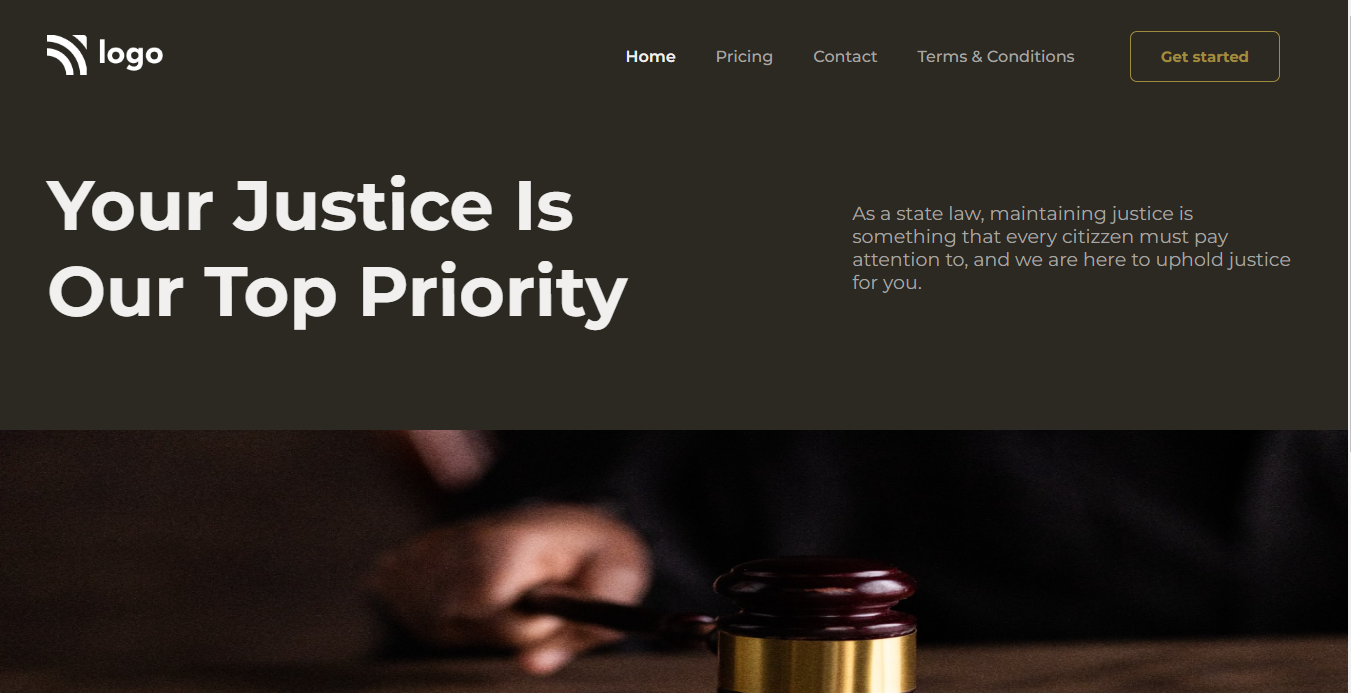 logo
Home Pricing Contact Terms & Conditions Get started
Your Justice Is
Our Top Priority
As a state law, maintaining justice is
something that every citizzen must pay
attention to, and we are here to uphold justice
for you.